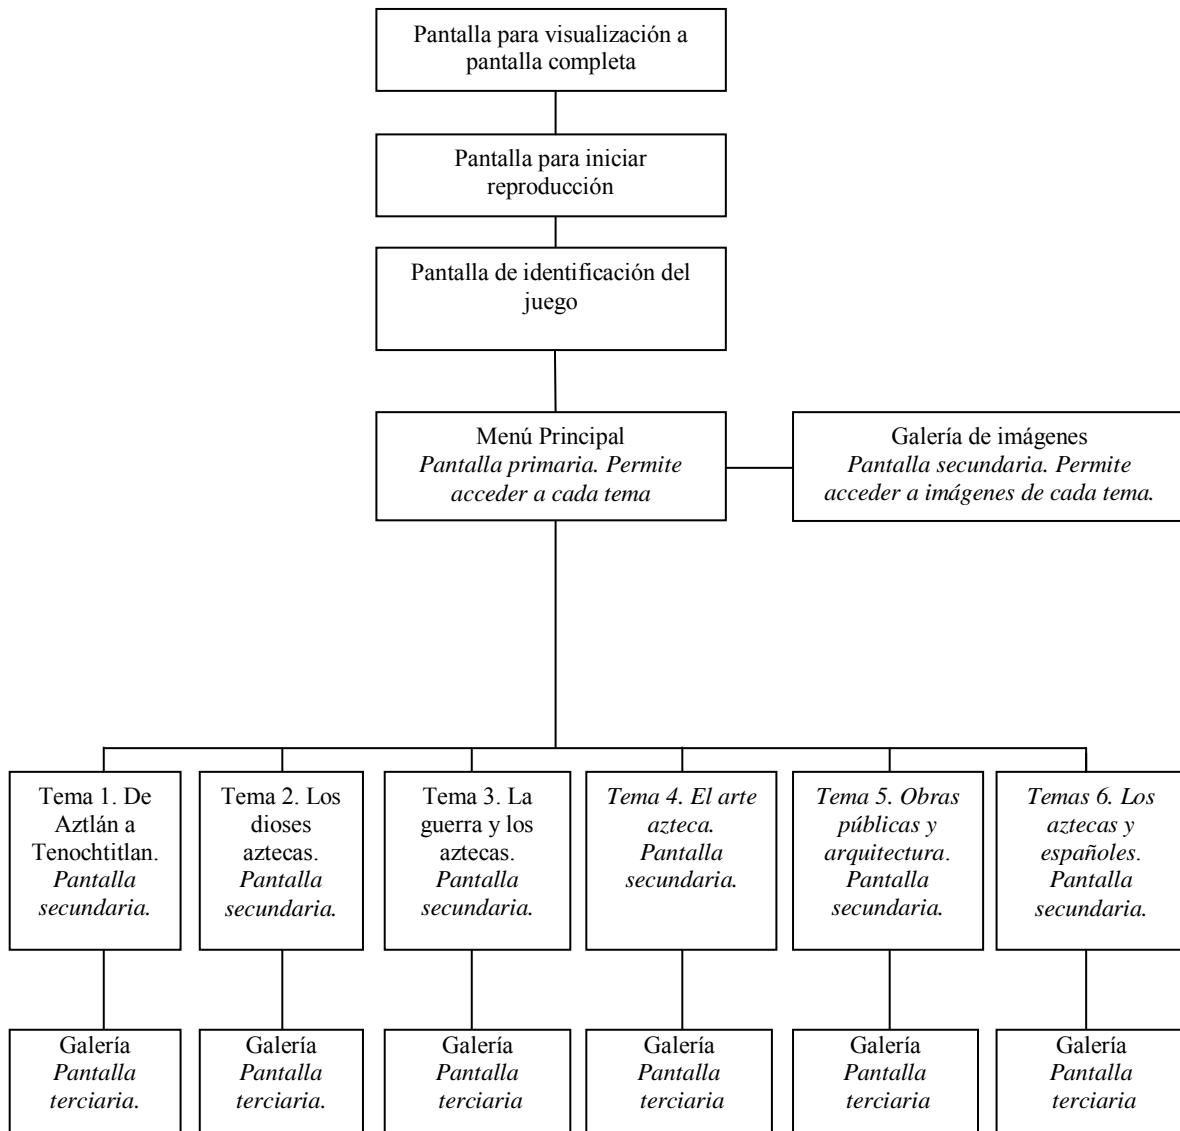 Pantalla para visualización a
pantalla completa
Pantalla para iniciar
reproducción
Pantalla de identificación del
juego
Menú Principal
Pantalla primaria. Permite
acceder a cada tema
Galería de imágenes
Pantalla secundaria. Permite
acceder a imágenes de cada tema.
Tema 1. De
Aztlán a
Tenochtitlan.
Pantalla
secundaria.
Tema 2. Los
dioses
aztecas.
Pantalla
secundaria.
Tema 3. La
guerra y los
aztecas.
Pantalla
secundaria.
Tema 4. El arte
azteca.
Pantalla
secundaria.
Tema 5. Obras
públicas y
arquitectura.
Pantalla
secundaria.
Temas 6. Los
aztecas y
españoles.
Pantalla
secundaria.
Galería
Pantalla
terciaria.
Galería
Pantalla
terciaria.
Galería
Pantalla
terciaria
Galería
Pantalla
terciaria
Galería
Pantalla
terciaria
Galería
Pantalla
terciaria